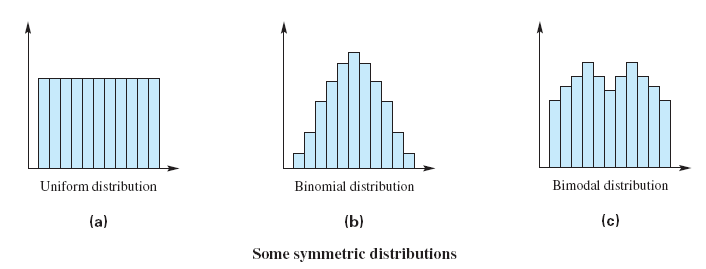 Uniform distribution
Binomial distribution
Bimodal distribution
(a)
(b)
(c)
Some symmetric distributions